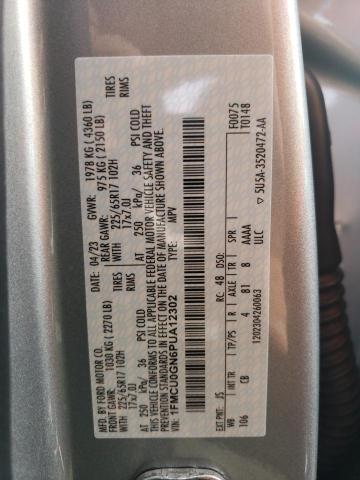 MFD. BY FORD MOTOR CO. DATE: 04/23 GVWR: 1978 KG ( 4360 LB)
FRONT GAWR: 1030 KG ( 2270 LB) REAR GAWR: 975 KG ( 2150 LB)
WITH 225/65R17 102H TIRES WITH 225/65R17 102H TIRES
17x7.0J RIMS 17x7.0J RIMS
AT 250 kPa/ 36 PSI COLD AT 250 kPa/ 36 PSI COLD
THIS VEHICLE CONFORMS TO ALL APPLICABLE FEDERAL MOTOR VEHICLE SAFETY, BUMPER, AND THEFT PREVENTION
STANDARDS IN EFFECT ON THE DATE OF MANUFACTURE SHOWN ABOVE.
VIN: 1FMCU0GN6PUA12302
TYPE: MPV
F0075
T0148
EXT PNT: JS RC: 48 DSO:
WB INT TR TP/PS R AXLE TR SPR
106 CB 4 81 8 AAAA
ULC
1202304260063
5U5A-3520472-AA